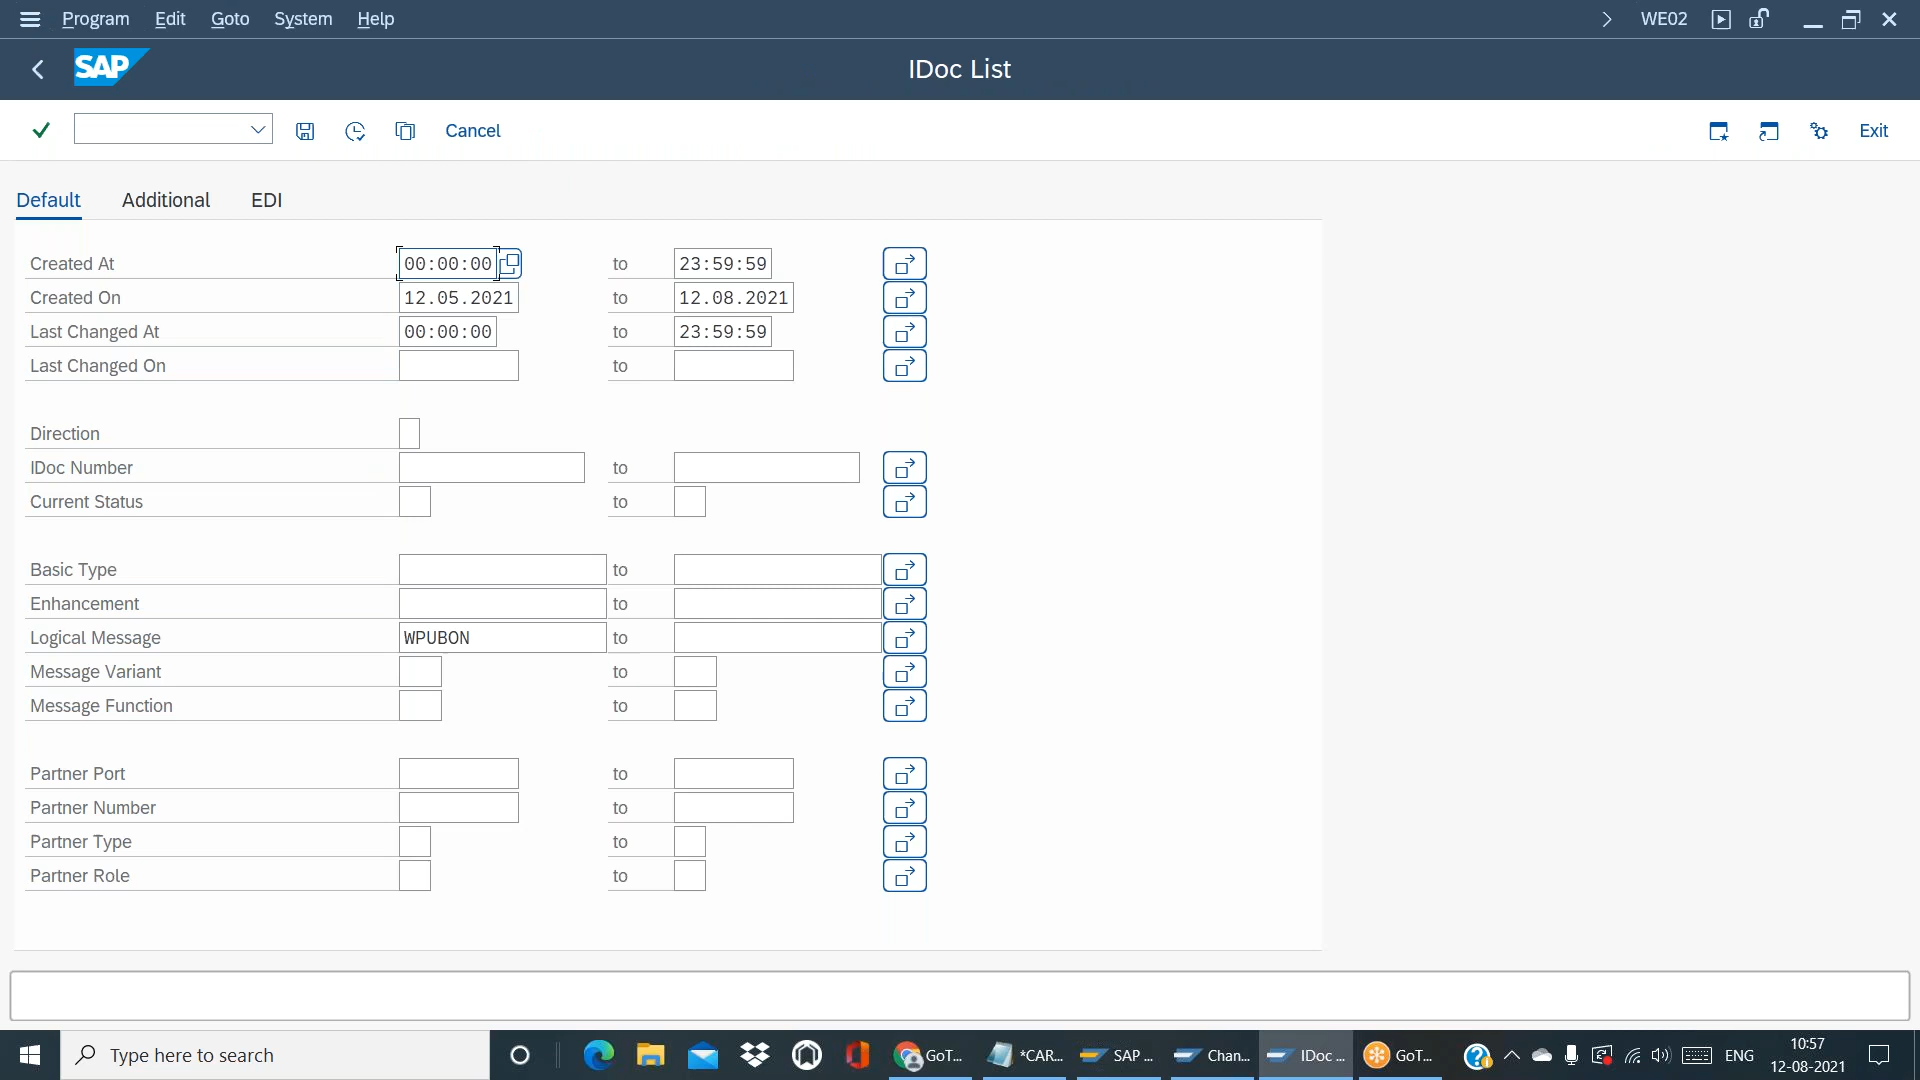 Program Edit Goto System Help WE02
SAP IDoc List
Cancel Exit
Default Additional EDI
Created At 00:00:00 to 23:59:59
Created On 12.05.2021 to 12.08.2021
Last Changed At 00:00:00 to 23:59:59
Last Changed On to
Direction
IDoc Number to
Current Status to
Basic Type to
Enhancement to
Logical Message WPUBON to
Message Variant to
Message Function to
Partner Port to
Partner Number to
Partner Type to
Partner Role to
Type here to search GoT... *CAR... SAP ... Chan... IDoc ... GoT... ENG 10:57
12-08-2021